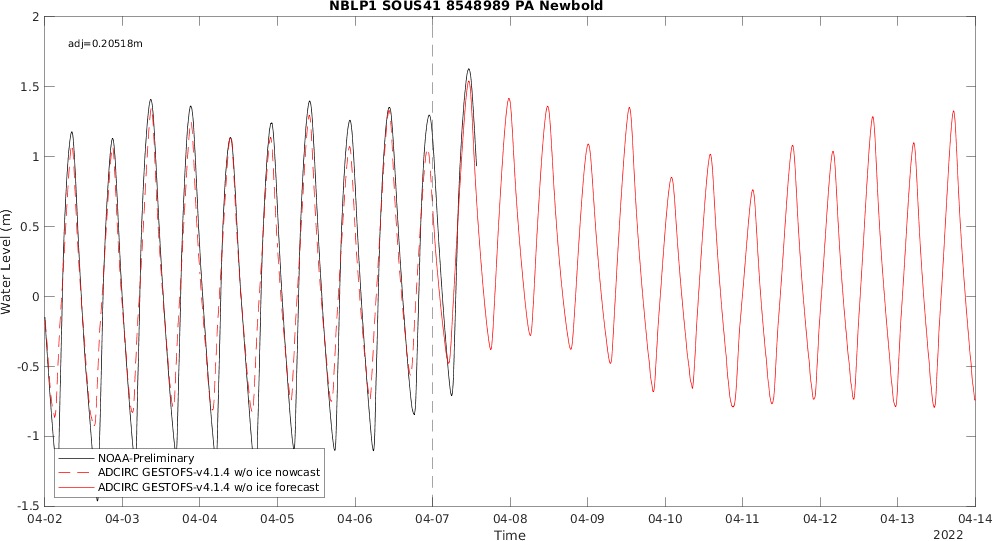 NBLP1 SOUS41 8548989 PA Newbold
adj=0.20518m
2
1.5
1
0.5
0
-0.5
-1
-1.5
Water Level (m)
NOAA-Preliminary
ADCIRC GESTOFS-v4.1.4 w/o ice nowcast
ADCIRC GESTOFS-v4.1.4 w/o ice forecast
04-02 04-03 04-04 04-05 04-06 04-07 04-08 04-09 04-10 04-11 04-12 04-13 04-14
Time
2022